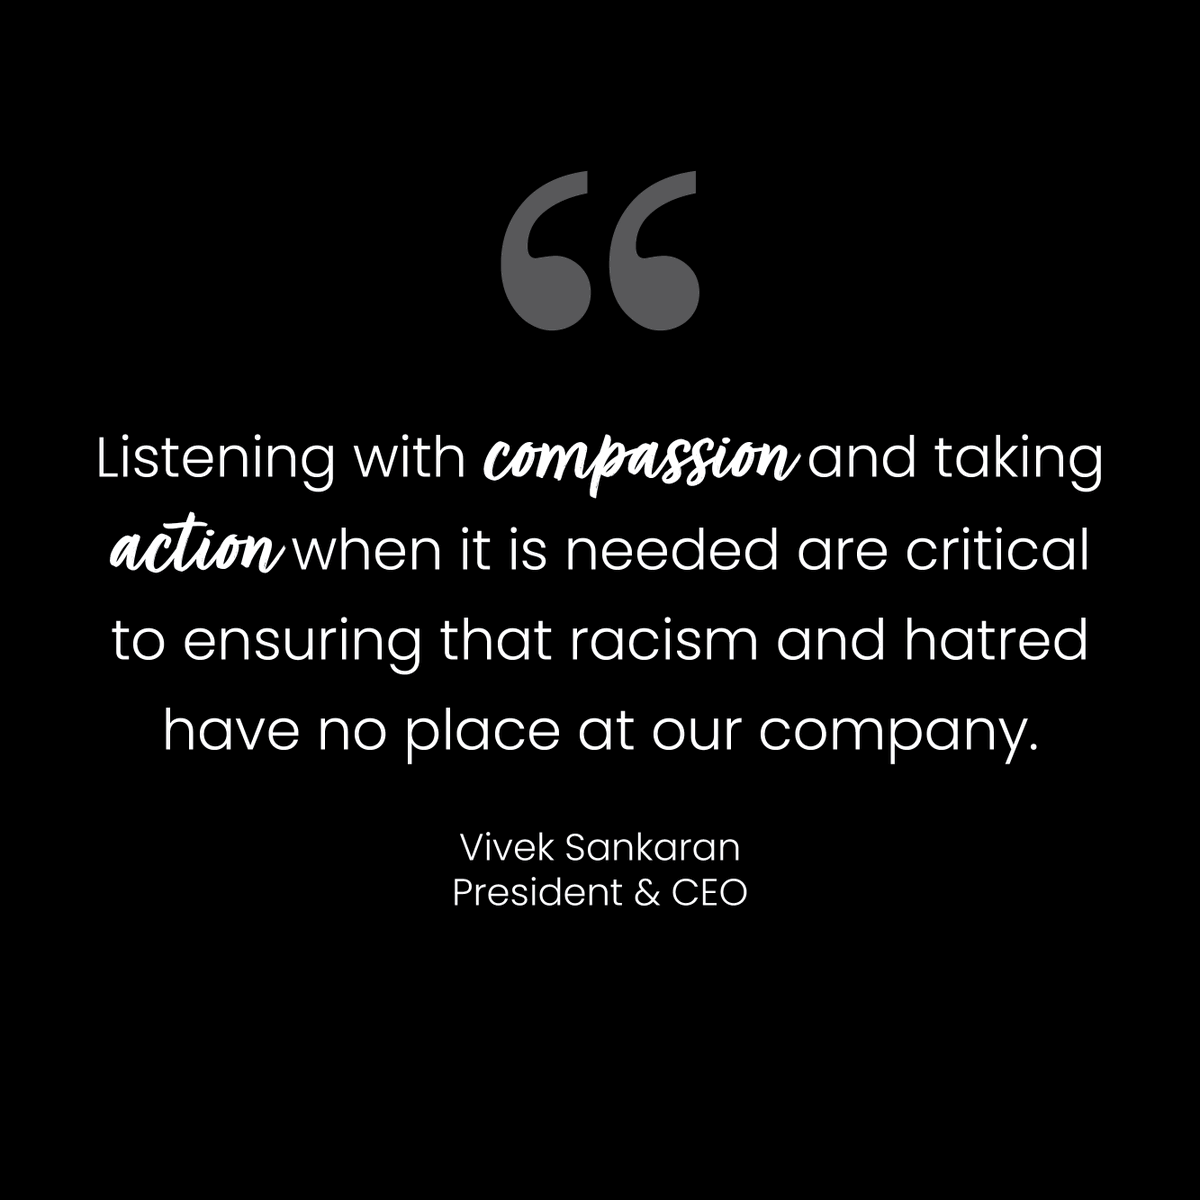 “
Listening with compassion and taking
action when it is needed are critical
to ensuring that racism and hatred
have no place at our company.
Vivek Sankaran
President & CEO